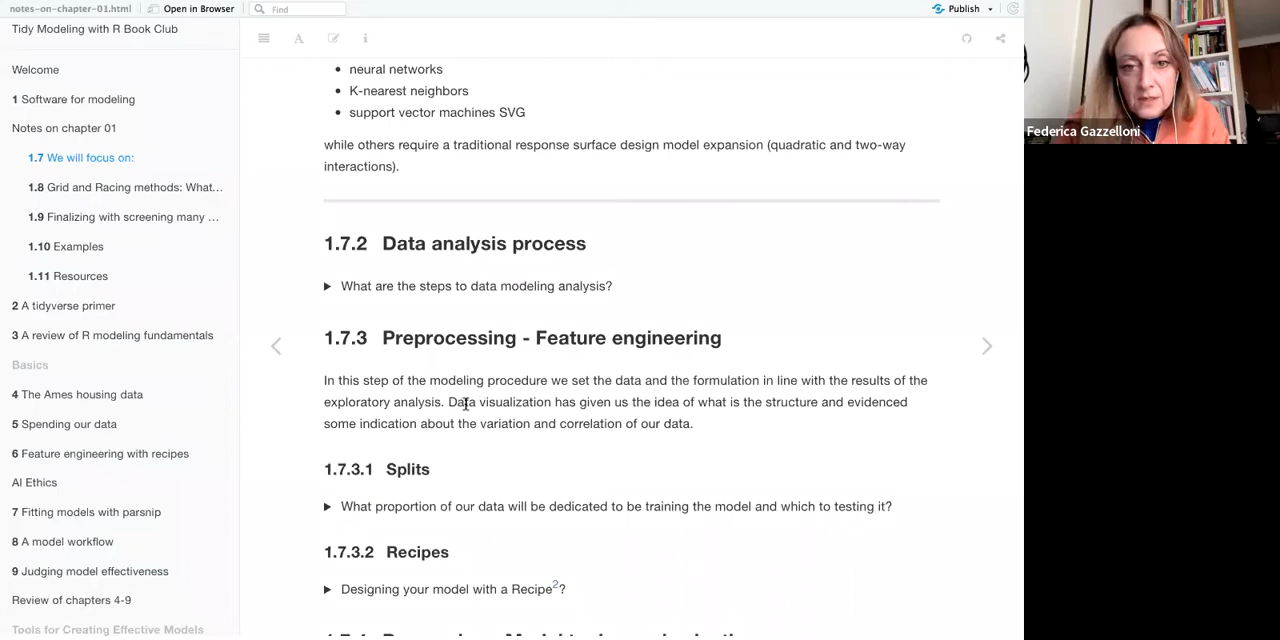 notes-on-chapter-01.html
Open in Browser
Find
Publish
Tidy Modeling with R Book Club
Welcome
1 Software for modeling
Notes on chapter 01
1.7 We will focus on:
1.8 Grid and Racing methods: What...
1.9 Finalizing with screening many ...
1.10 Examples
1.11 Resources
2 A tidyverse primer
3 A review of R modeling fundamentals
Basics
4 The Ames housing data
5 Spending our data
6 Feature engineering with recipes
AI Ethics
7 Fitting models with parsnip
8 A model workflow
9 Judging model effectiveness
Review of chapters 4-9
Tools for Creating Effective Models
• neural networks
• K-nearest neighbors
• support vector machines SVG
while others require a traditional response surface design model expansion (quadratic and two-way
interactions).
1.7.2 Data analysis process
What are the steps to data modeling analysis?
1.7.3 Preprocessing - Feature engineering
In this step of the modeling procedure we set the data and the formulation in line with the results of the
exploratory analysis. Data visualization has given us the idea of what is the structure and evidenced
some indication about the variation and correlation of our data.
1.7.3.1 Splits
What proportion of our data will be dedicated to be training the model and which to testing it?
1.7.3.2 Recipes
Designing your model with a Recipe2?
Federica Gazzelloni